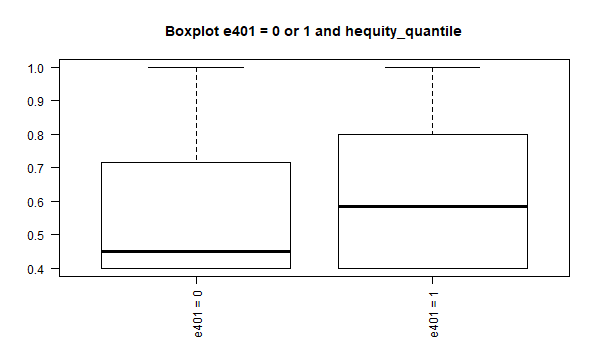 Boxplot e401 = 0 or 1 and hequity_quantile
1.0
0.9
0.8
0.7
0.6
0.5
0.4
e401 = 0
e401 = 1